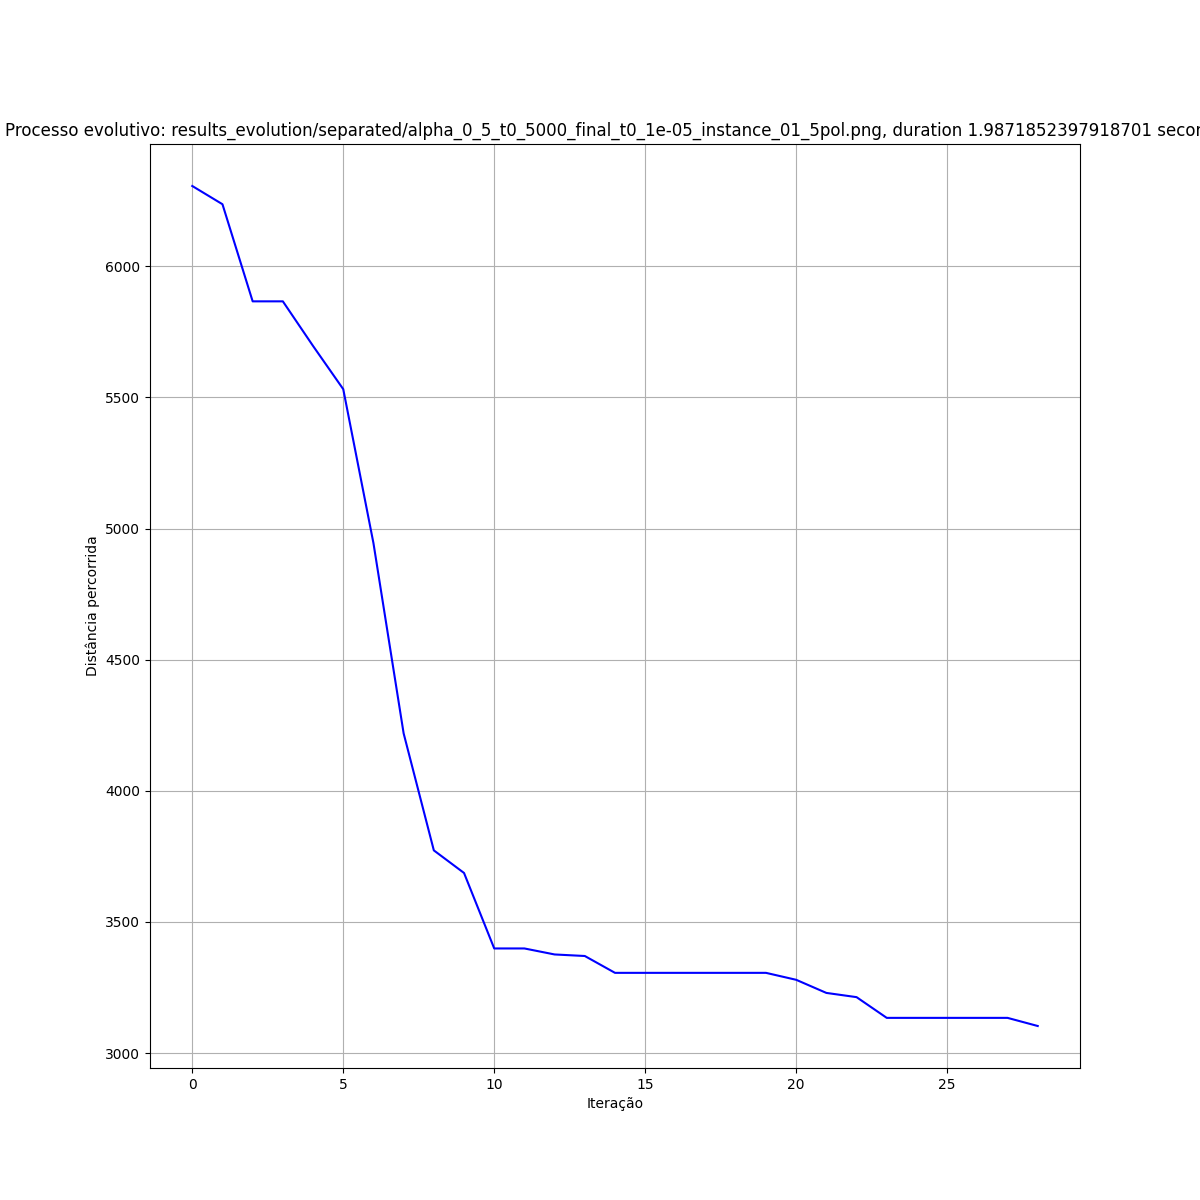 Processo evolutivo: results_evolution/separated/alpha_0_5_t0_5000_final_t0_1e-05_instance_01_5pol.png, duration 1.9871852397918701 secon
6000
5500
5000
4500
4000
3500
3000
Distância percorrida
0 5 10 15 20 25
Iteração